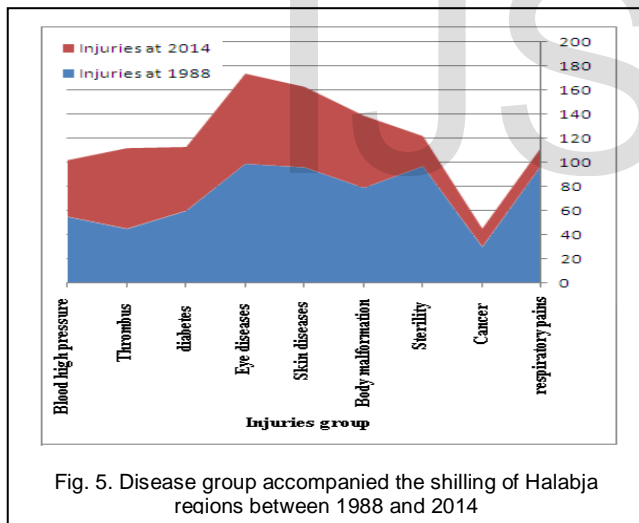 Injuries at 2014
Injuries at 1988
200
180
160
140
120
100
80
60
40
20
0
Blood high pressure
Thrombus
diabetes
Eye diseases
Skin diseases
Body malformation
Sterility
Cancer
respiratory pains
Injuries group
Fig. 5. Disease group accompanied the shilling of Halabja
regions between 1988 and 2014